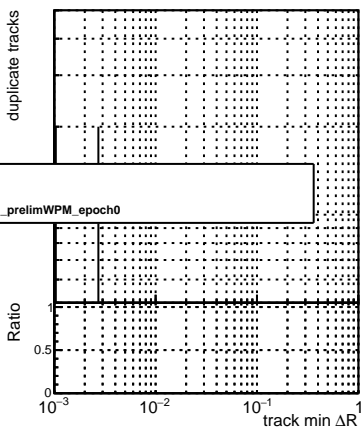 duplicate tracks
_prelimWPM_epoch0
Ratio
1
0.5
0
10⁻³ 10⁻² 10⁻¹ 1
track min ΔR